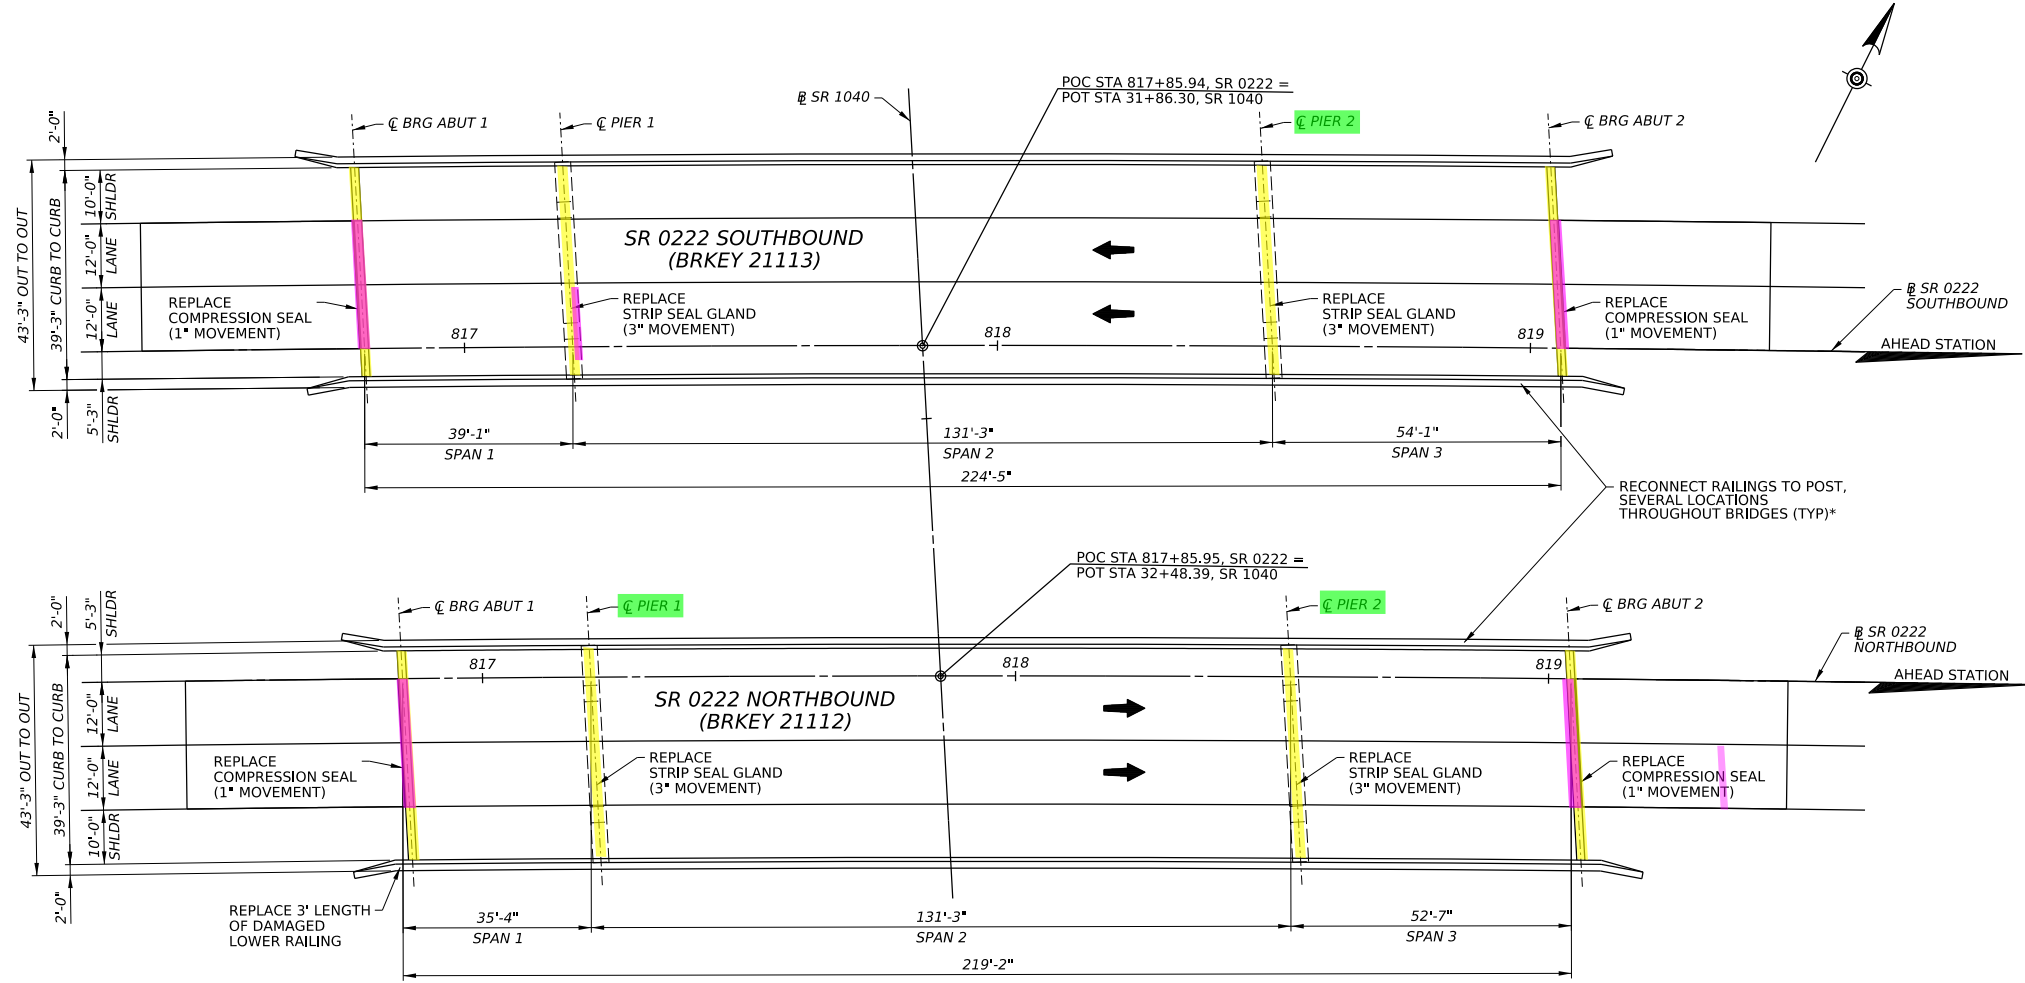 POC STA 817+85.94, SR 0222 =
POT STA 31+86.30, SR 1040
℄ BRG ABUT 1
℄ PIER 1
B̶L SR 1040
℄ PIER 2
℄ BRG ABUT 2
2'-0"
10'-0"
SHLDR
12'-0"
LANE
12'-0"
LANE
5'-3"
SHLDR
2'-0"
39'-3" CURB TO CURB
43'-3" OUT TO OUT
SR 0222 SOUTHBOUND
(BRKEY 21113)
REPLACE
COMPRESSION SEAL
(1" MOVEMENT)
REPLACE
STRIP SEAL GLAND
(3" MOVEMENT)
REPLACE
STRIP SEAL GLAND
(3" MOVEMENT)
REPLACE
COMPRESSION SEAL
(1" MOVEMENT)
BL SR 0222
SOUTHBOUND
AHEAD STATION
817
818
819
39'-1"
SPAN 1
131'-3"
SPAN 2
54'-1"
SPAN 3
224'-5"
RECONNECT RAILINGS TO POST,
SEVERAL LOCATIONS
THROUGHOUT BRIDGES (TYP)*
POC STA 817+85.95, SR 0222 =
POT STA 32+48.39, SR 1040
℄ BRG ABUT 1
℄ PIER 1
℄ PIER 2
℄ BRG ABUT 2
2'-0"
5'-3"
SHLDR
12'-0"
LANE
12'-0"
LANE
10'-0"
SHLDR
2'-0"
39'-3" CURB TO CURB
43'-3" OUT TO OUT
817
818
819
BL SR 0222
NORTHBOUND
AHEAD STATION
SR 0222 NORTHBOUND
(BRKEY 21112)
REPLACE
COMPRESSION SEAL
(1" MOVEMENT)
REPLACE
STRIP SEAL GLAND
(3" MOVEMENT)
REPLACE
STRIP SEAL GLAND
(3" MOVEMENT)
REPLACE
COMPRESSION SEAL
(1" MOVEMENT)
REPLACE 3' LENGTH
OF DAMAGED
LOWER RAILING
35'-4"
SPAN 1
131'-3"
SPAN 2
52'-7"
SPAN 3
219'-2"